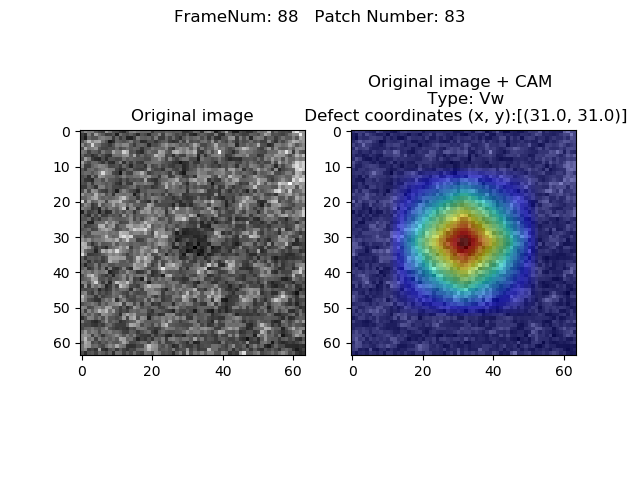 FrameNum: 88   Patch Number: 83
Original image
Original image + CAM
Type: Vw
Defect coordinates (x, y):[(31.0, 31.0)]
0
10
20
30
40
50
60
0 20 40 60
0
10
20
30
40
50
60
0 20 40 60